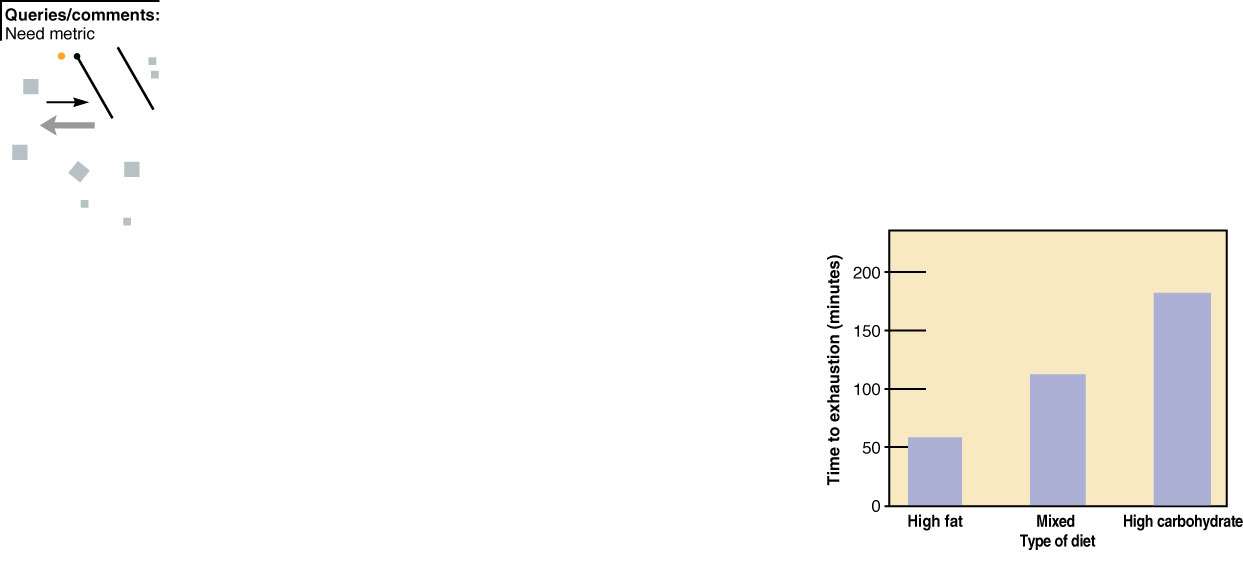 Queries/comments:
Need metric
Time to exhaustion (minutes)
200
150
100
50
0
High fat
Mixed
High carbohydrate
Type of diet